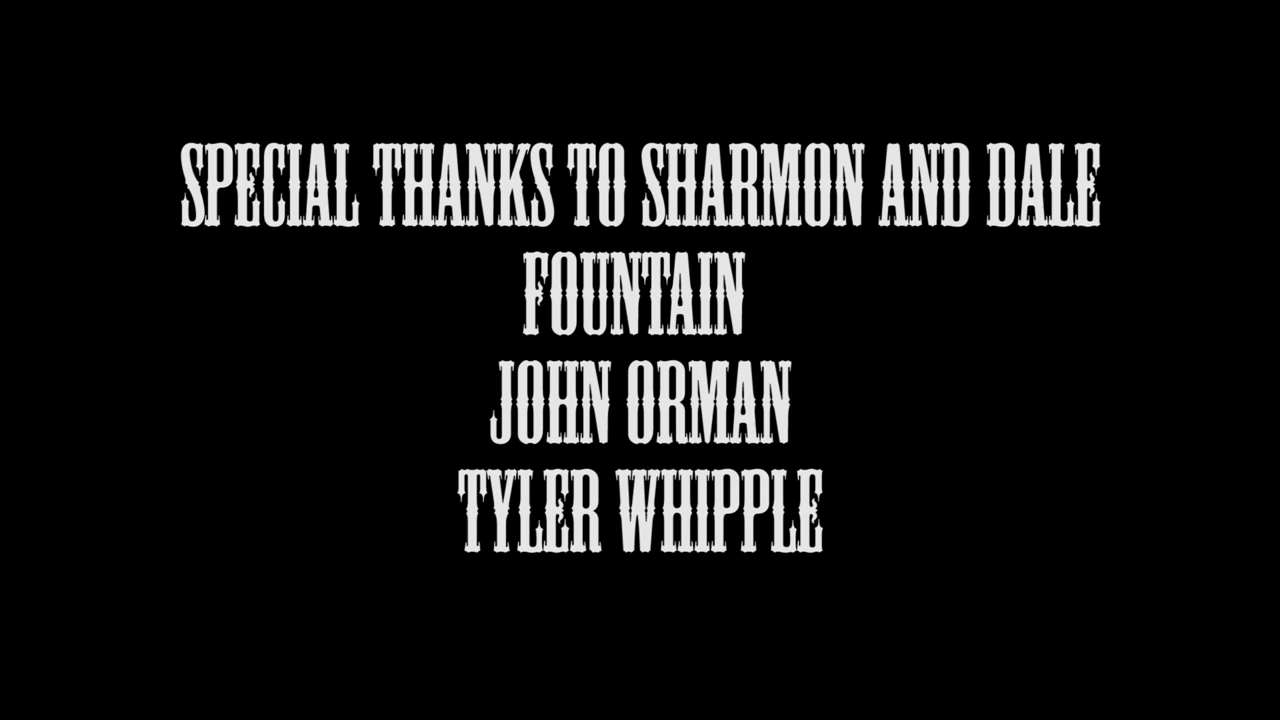 SPECIAL THANKS TO SHARMON AND DALE
FOUNTAIN
JOHN ORMAN
TYLER WHIPPLE